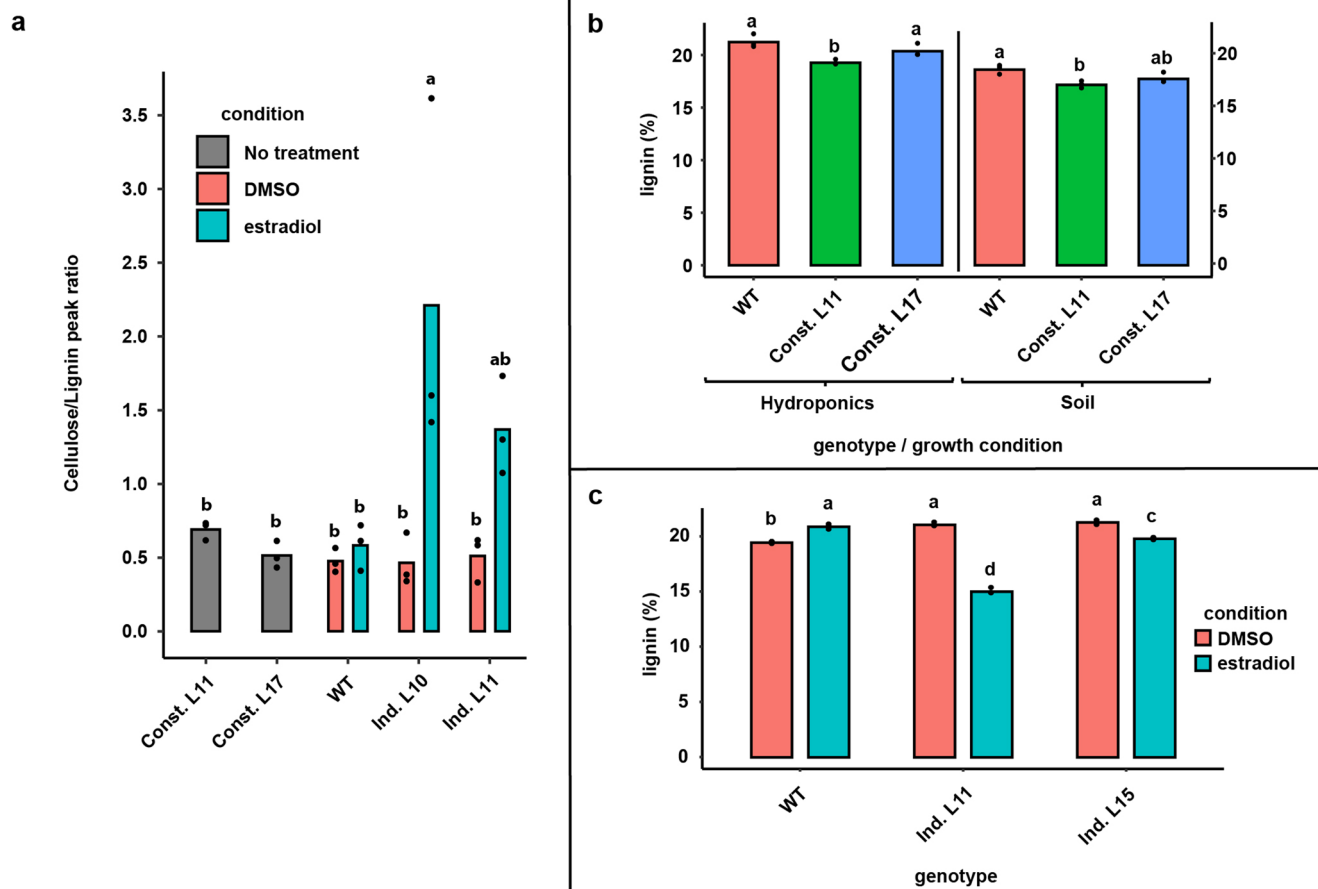 a
condition
No treatment
DMSO
estradiol
Cellulose/Lignin peak ratio
3.5
3.0
2.5
2.0
1.5
1.0
0.5
0.0
b
b
b
b
b
a
b
ab
Const. L11
Const. L17
WT
Ind. L10
Ind. L11
b
lignin (%)
20
15
10
5
0
a
b
a
a
b
ab
20
15
10
5
0
WT
Const. L11
Const. L17
WT
Const. L11
Const. L17
Hydroponics
Soil
genotype / growth condition
c
lignin (%)
20
15
10
5
0
b
a
a
d
a
c
condition
DMSO
estradiol
WT
Ind. L11
Ind. L15
genotype